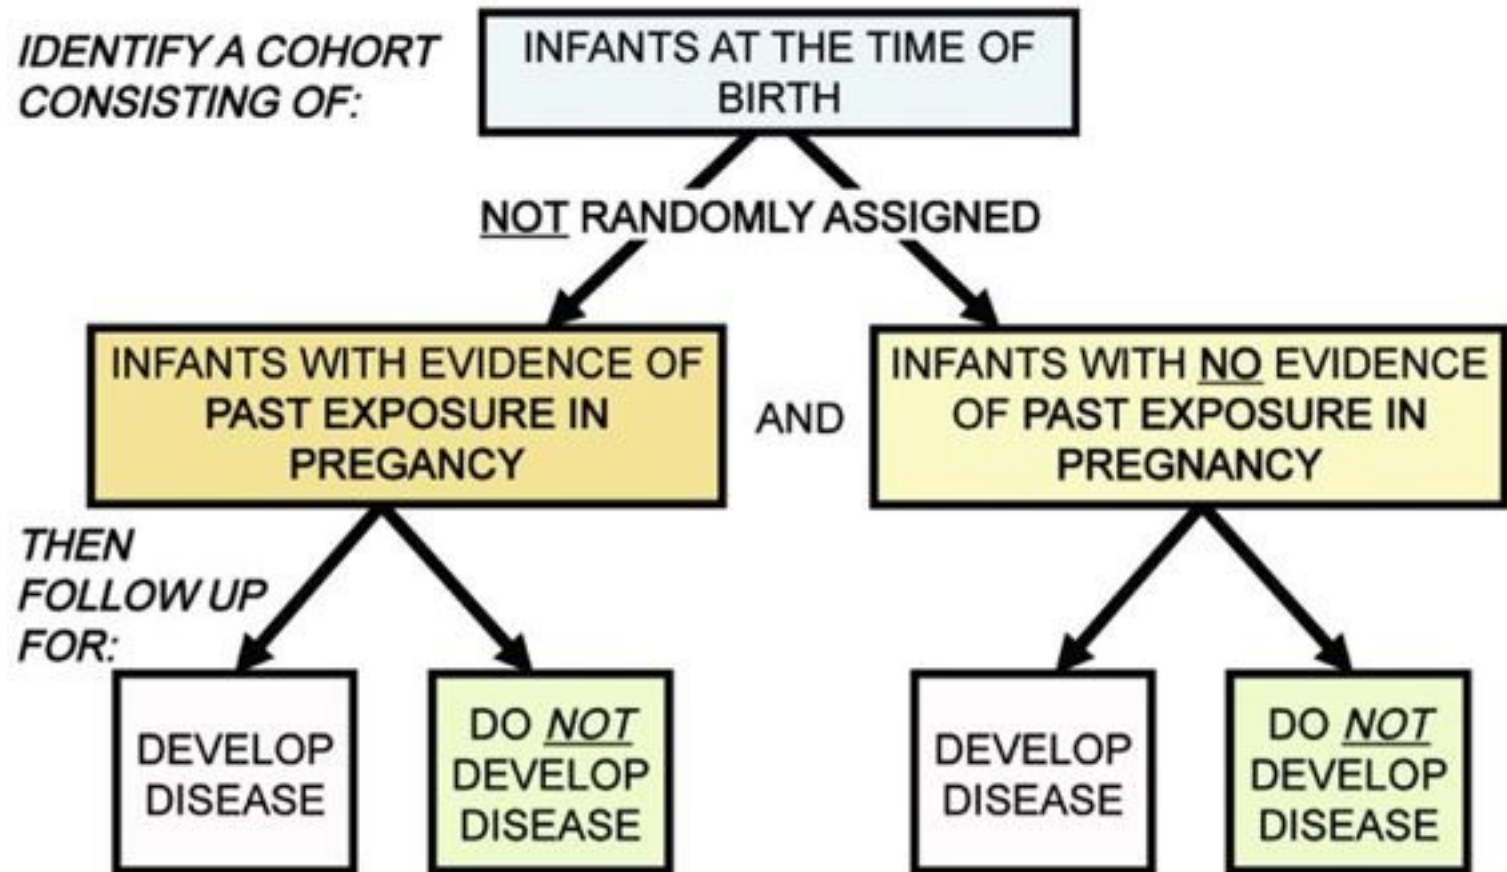 IDENTIFY A COHORT
CONSISTING OF:
INFANTS AT THE TIME OF
BIRTH
NOT RANDOMLY ASSIGNED
INFANTS WITH EVIDENCE OF
PAST EXPOSURE IN
PREGANCY
AND
INFANTS WITH NO EVIDENCE
OF PAST EXPOSURE IN
PREGNANCY
THEN
FOLLOW UP
FOR:
DEVELOP
DISEASE
DO NOT
DEVELOP
DISEASE
DEVELOP
DISEASE
DO NOT
DEVELOP
DISEASE